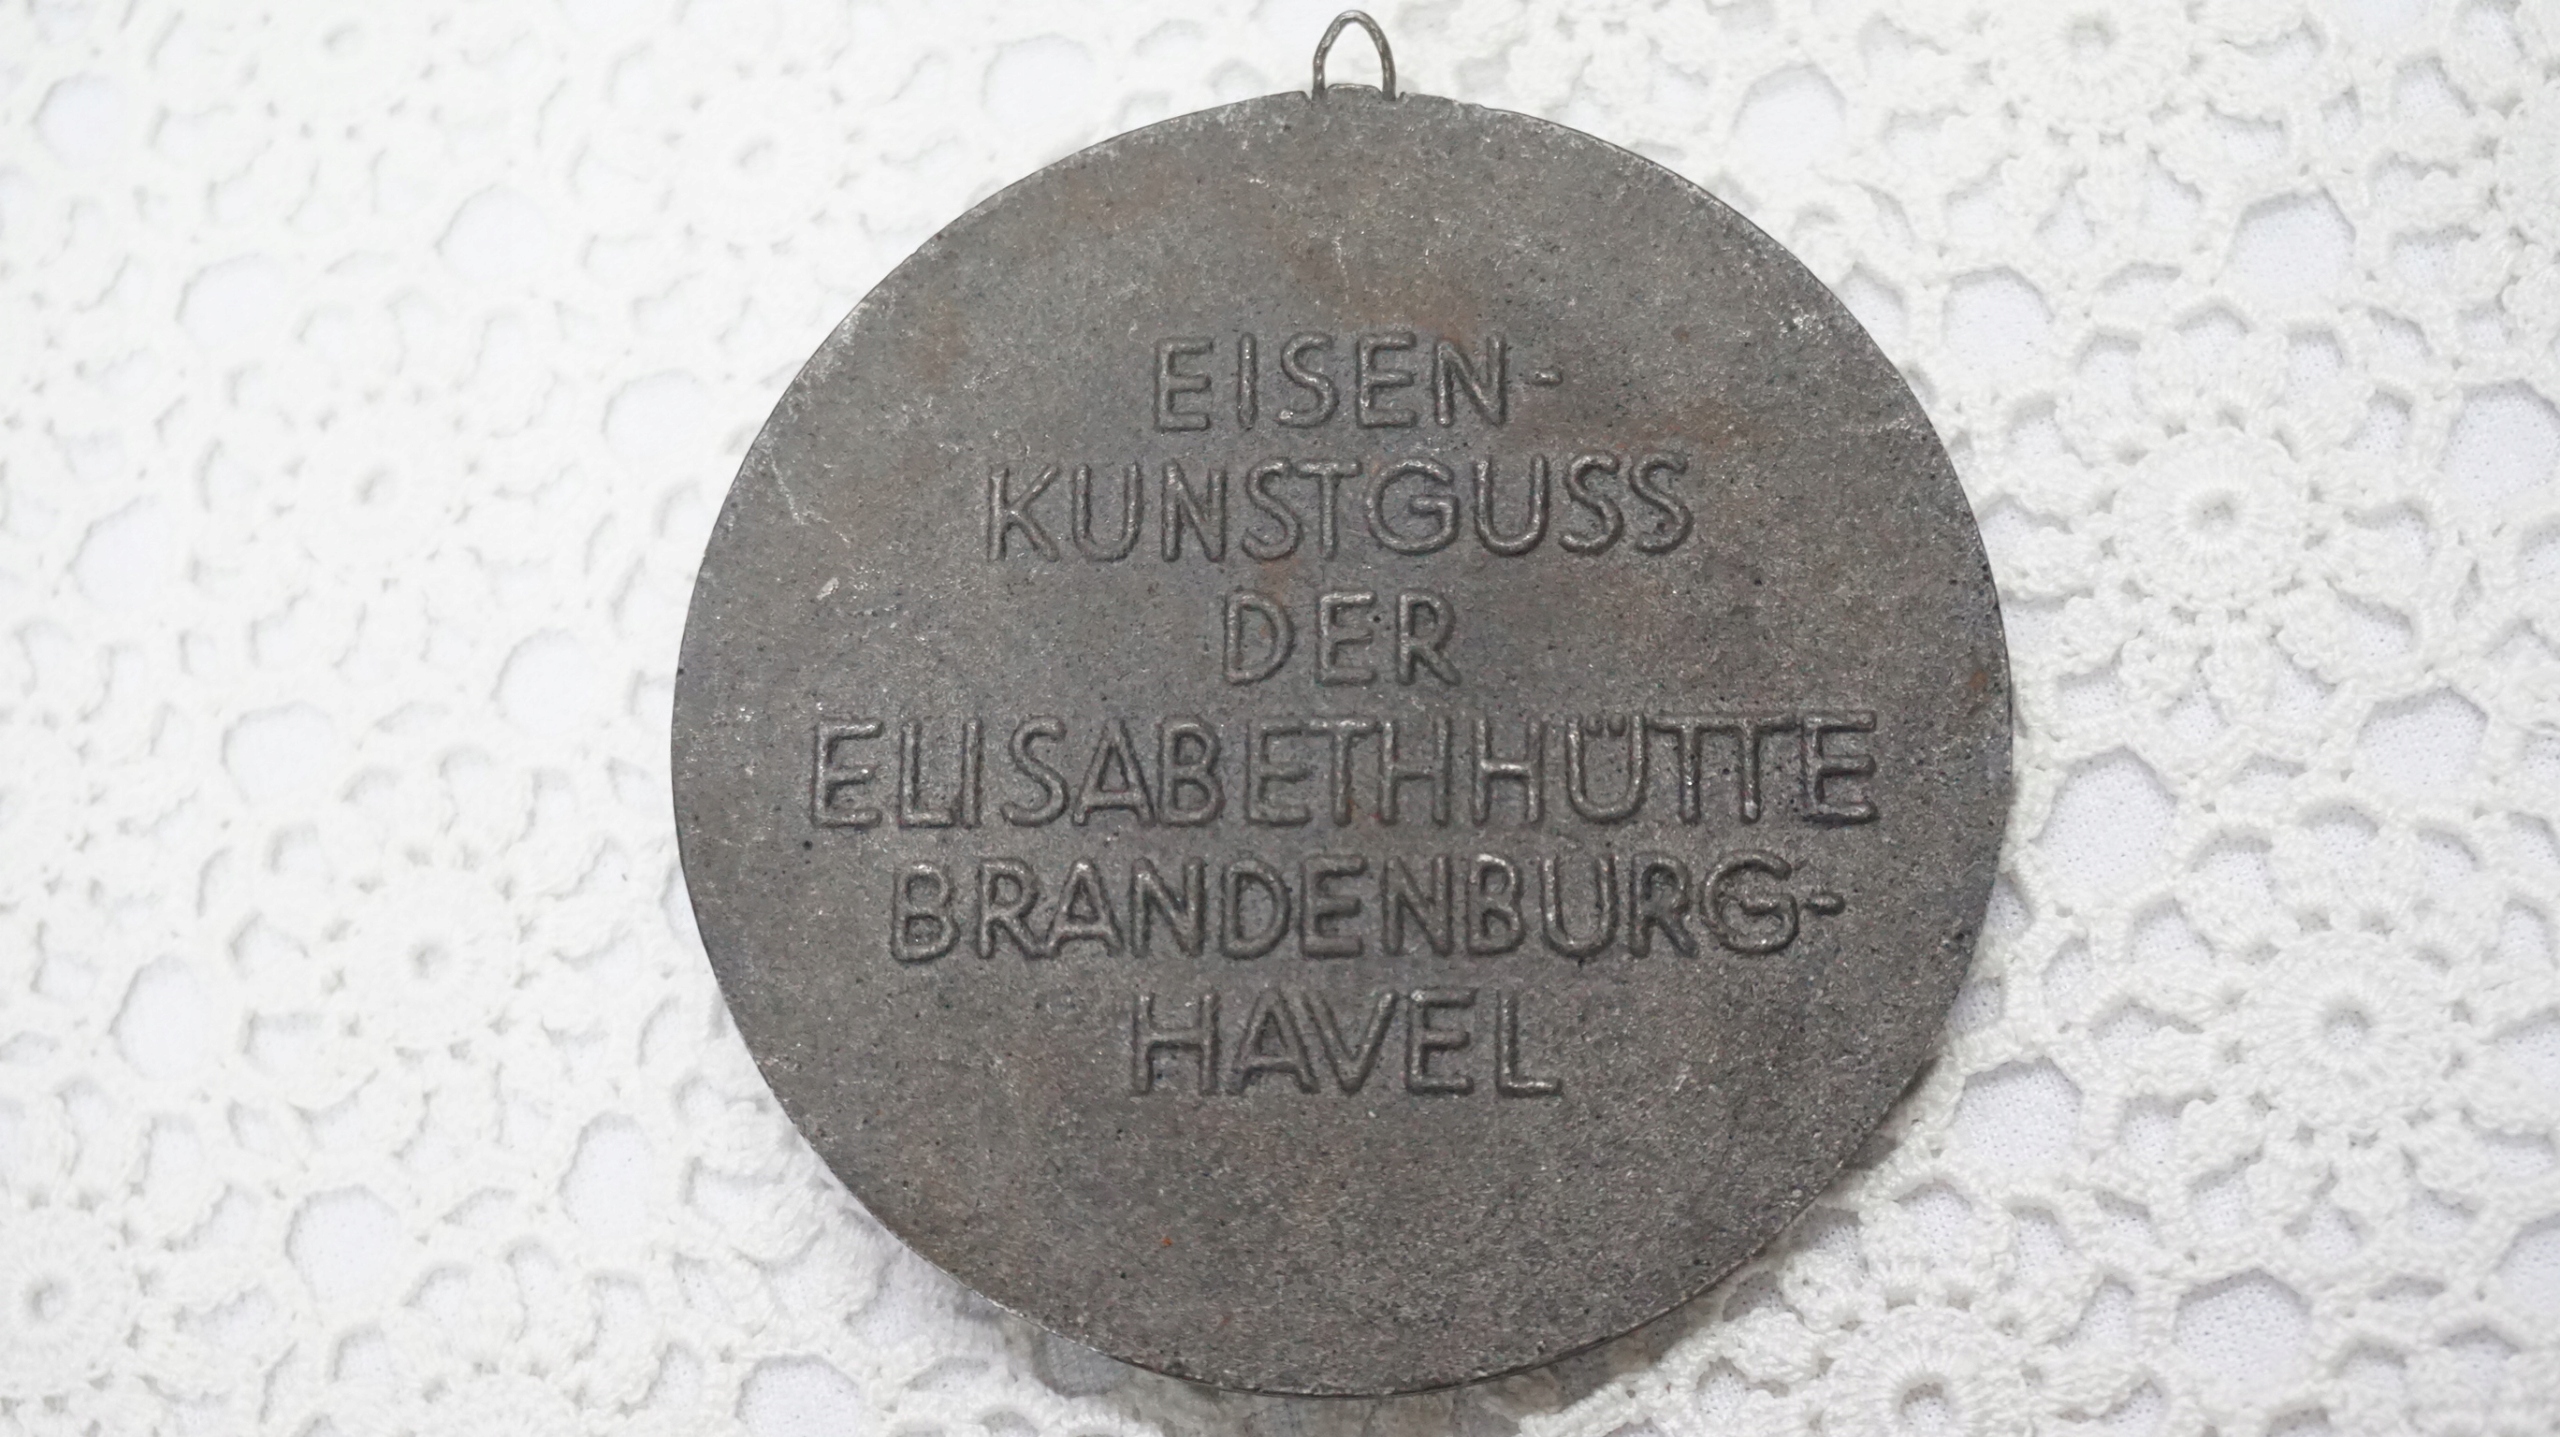 EISEN-
KUNSTGUSS
DER
ELISABETHHÜTTE
BRANDENBURG-
HAVEL